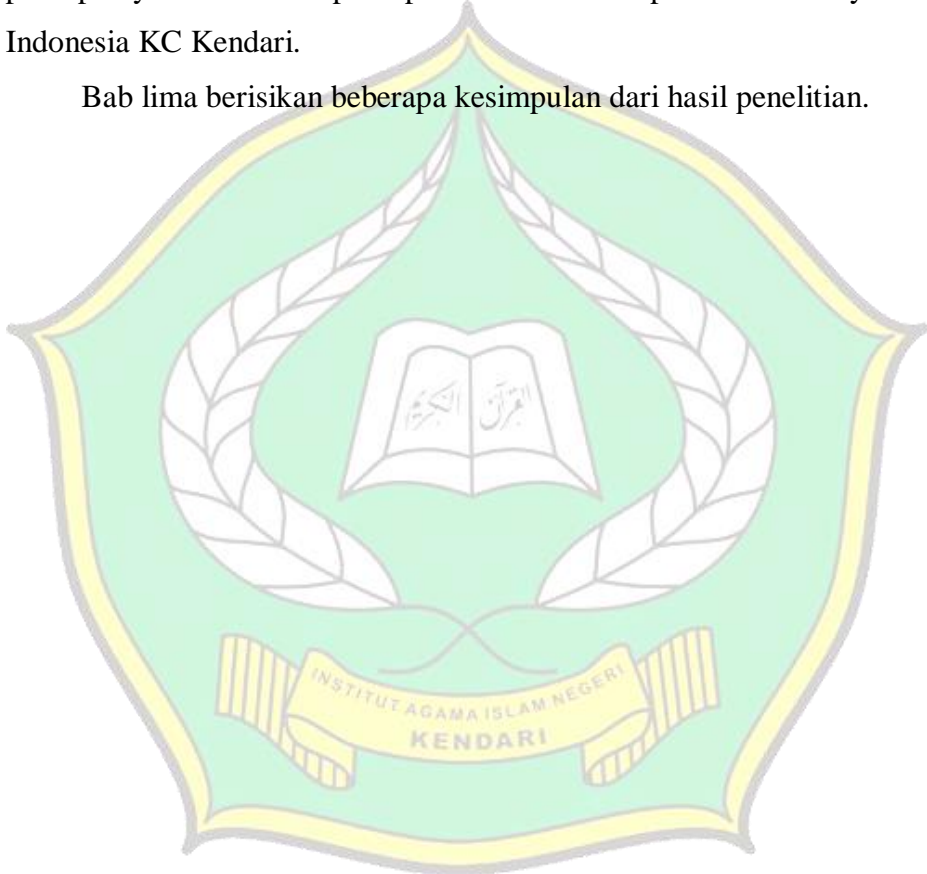 Indonesia KC Kendari.
Bab lima berisikan beberapa kesimpulan dari hasil penelitian.
القرآن الكريم
INSTITUT AGAMA ISLAM NEGERI
KENDARI